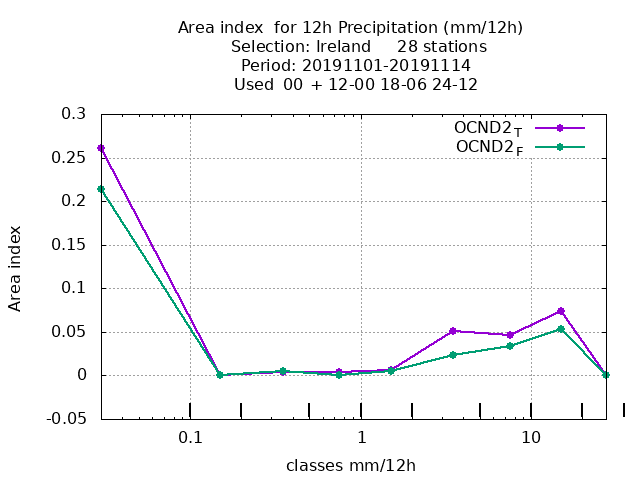 Area index  for 12h Precipitation (mm/12h)
Selection: Ireland     28 stations
Period: 20191101-20191114
Used  00  + 12-00 18-06 24-12
OCND2T
OCND2F
0.3
0.25
0.2
0.15
0.1
0.05
0
-0.05
Area index
0.1 1 10
classes mm/12h